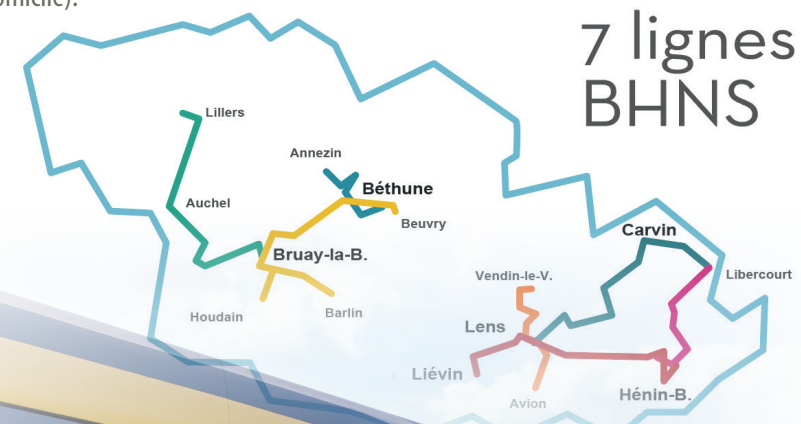 7 lignes
BHNS
Lillers
Annezin
Béthune
Auchel
Beuvry
Carvin
Bruay-la-B.
Vendin-le-V.
Libercourt
Houdain
Barlin
Lens
Liévin
Hénin-B.
Avion